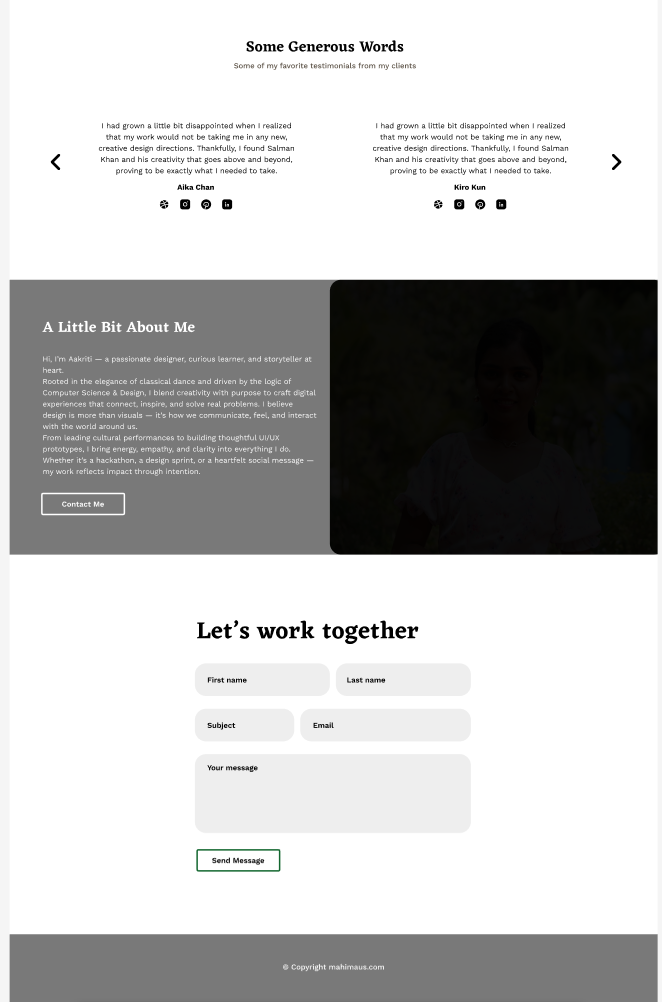 Some Generous Words
Some of my favorite testimonials from my clients
I had grown a little bit disappointed when I realized
that my work would not be taking me in any new,
creative design directions. Thankfully, I found Salman
Khan and his creativity that goes above and beyond,
proving to be exactly what I needed to take.
Aika Chan
I had grown a little bit disappointed when I realized
that my work would not be taking me in any new,
creative design directions. Thankfully, I found Salman
Khan and his creativity that goes above and beyond,
proving to be exactly what I needed to take.
Kiro Kun
A Little Bit About Me
Hi, I'm Aakriti — a passionate designer, curious learner, and storyteller at
heart.
Rooted in the elegance of classical dance and driven by the logic of
Computer Science & Design, I blend creativity with purpose to craft digital
experiences that connect, inspire, and solve real problems. I believe
design is more than visuals — it's how we communicate, feel, and interact
with the world around us.
From leading cultural performances to building thoughtful UI/UX
prototypes, I bring energy, empathy, and clarity into everything I do.
Whether it's a hackathon, a design sprint, or a heartfelt social message —
my work reflects impact through intention.
Contact Me
Let's work together
First name
Last name
Subject
Email
Your message
Send Message
© Copyright mahimaus.com